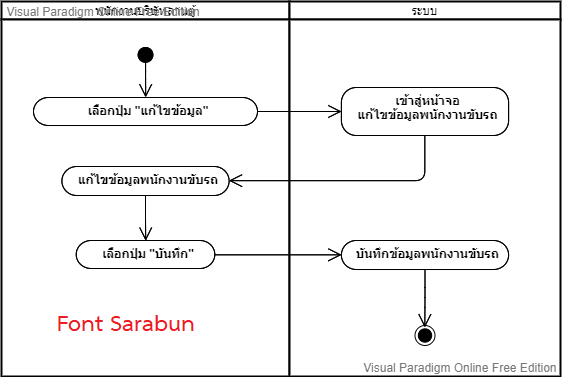 พนักงานบริษัทลานตู้
ระบบ
Visual Paradigm Online Free Edition
เลือกปุ่ม "แก้ไขข้อมูล"
เข้าสู่หน้าจอ
แก้ไขข้อมูลพนักงานขับรถ
แก้ไขข้อมูลพนักงานขับรถ
เลือกปุ่ม "บันทึก"
บันทึกข้อมูลพนักงานขับรถ
Font Sarabun
Visual Paradigm Online Free Edition